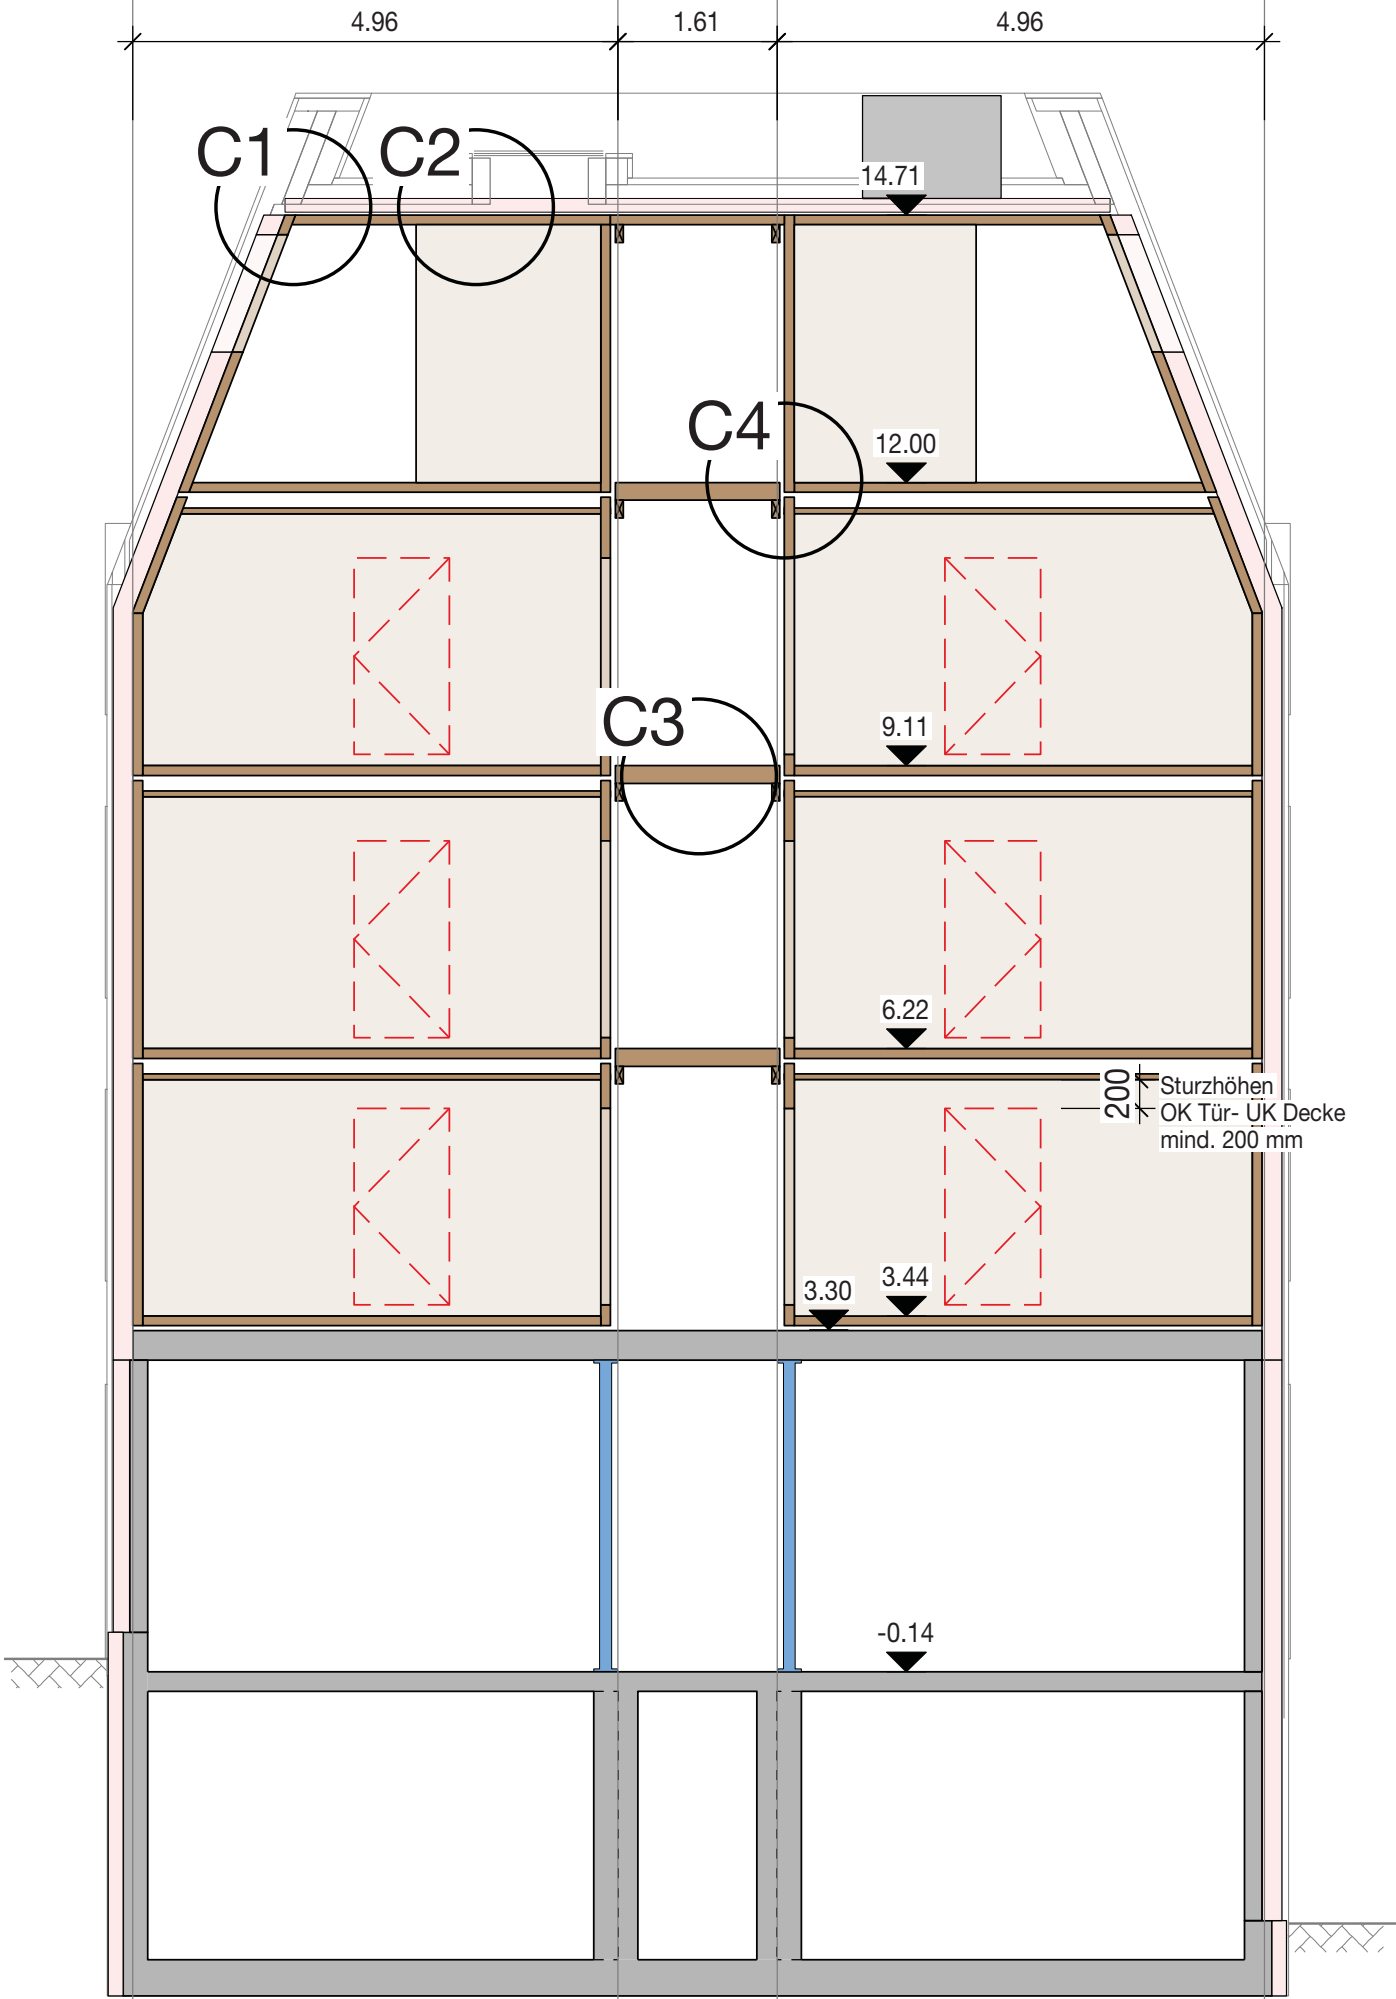 4.96
1.61
4.96
C1
C2
14.71
C4
12.00
C3
9.11
6.22
200
Sturzhöhen
OK Tür- UK Decke
mind. 200 mm
3.30
3.44
-0.14